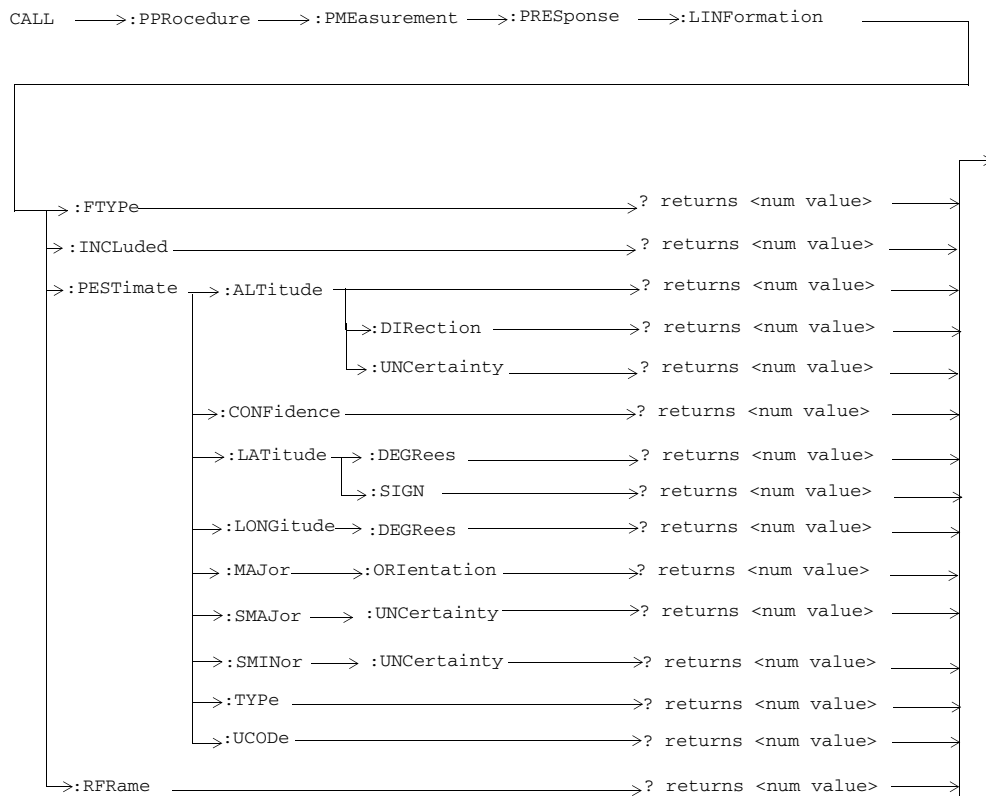 CALL :PPRocedure :PMEasurement :PRESponse :LINFormation
:FTYPe ? returns <num value>
:INCLuded ? returns <num value>
:PESTimate :ALTitude ? returns <num value>
:DIRection ? returns <num value>
:UNCertainty ? returns <num value>
:CONFidence ? returns <num value>
:LATitude :DEGRees ? returns <num value>
:SIGN ? returns <num value>
:LONGitude :DEGRees ? returns <num value>
:MAJor :ORIentation ? returns <num value>
:SMAJor :UNCertainty ? returns <num value>
:SMINor :UNCertainty ? returns <num value>
:TYPe ? returns <num value>
:UCODe ? returns <num value>
:RFRame ? returns <num value>